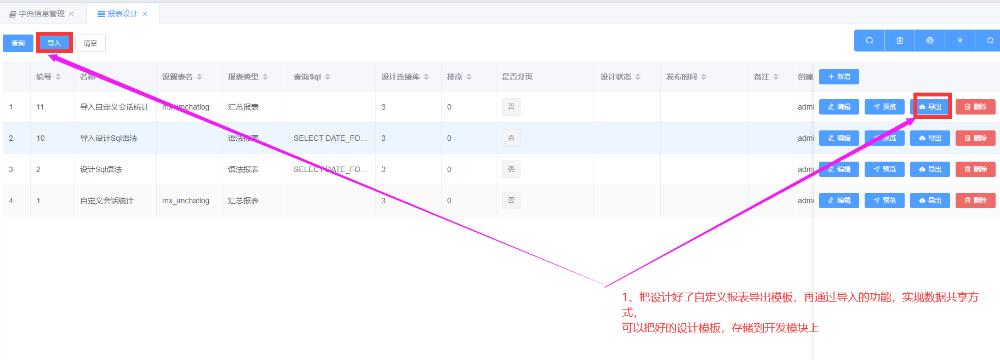 字典信息管理 报表设计
查询 导入 清空
编号 名称 设置表名 报表类型 查询Sql 设计连接库 排序 是否分页 设计状态 发布时间 备注 创建 新增
1 11 导入自定义会话统计 mx_imchatlog 汇总报表 3 0 否 admi 编辑 预览 导出 删除
2 10 导入设计Sql语法 语法报表 SELECT DATE_FO... 3 0 否 admi 编辑 预览 导出 删除
3 2 设计Sql语法 语法报表 SELECT DATE_FO... 3 0 否 admi 编辑 预览 导出 删除
4 1 自定义会话统计 mx_imchatlog 汇总报表 3 0 否 admi 编辑 预览 导出 删除
1、把设计好了自定义报表导出模板，再通过导入的功能，实现数据共享方
式，
可以把好的设计模板，存储到开发模块上